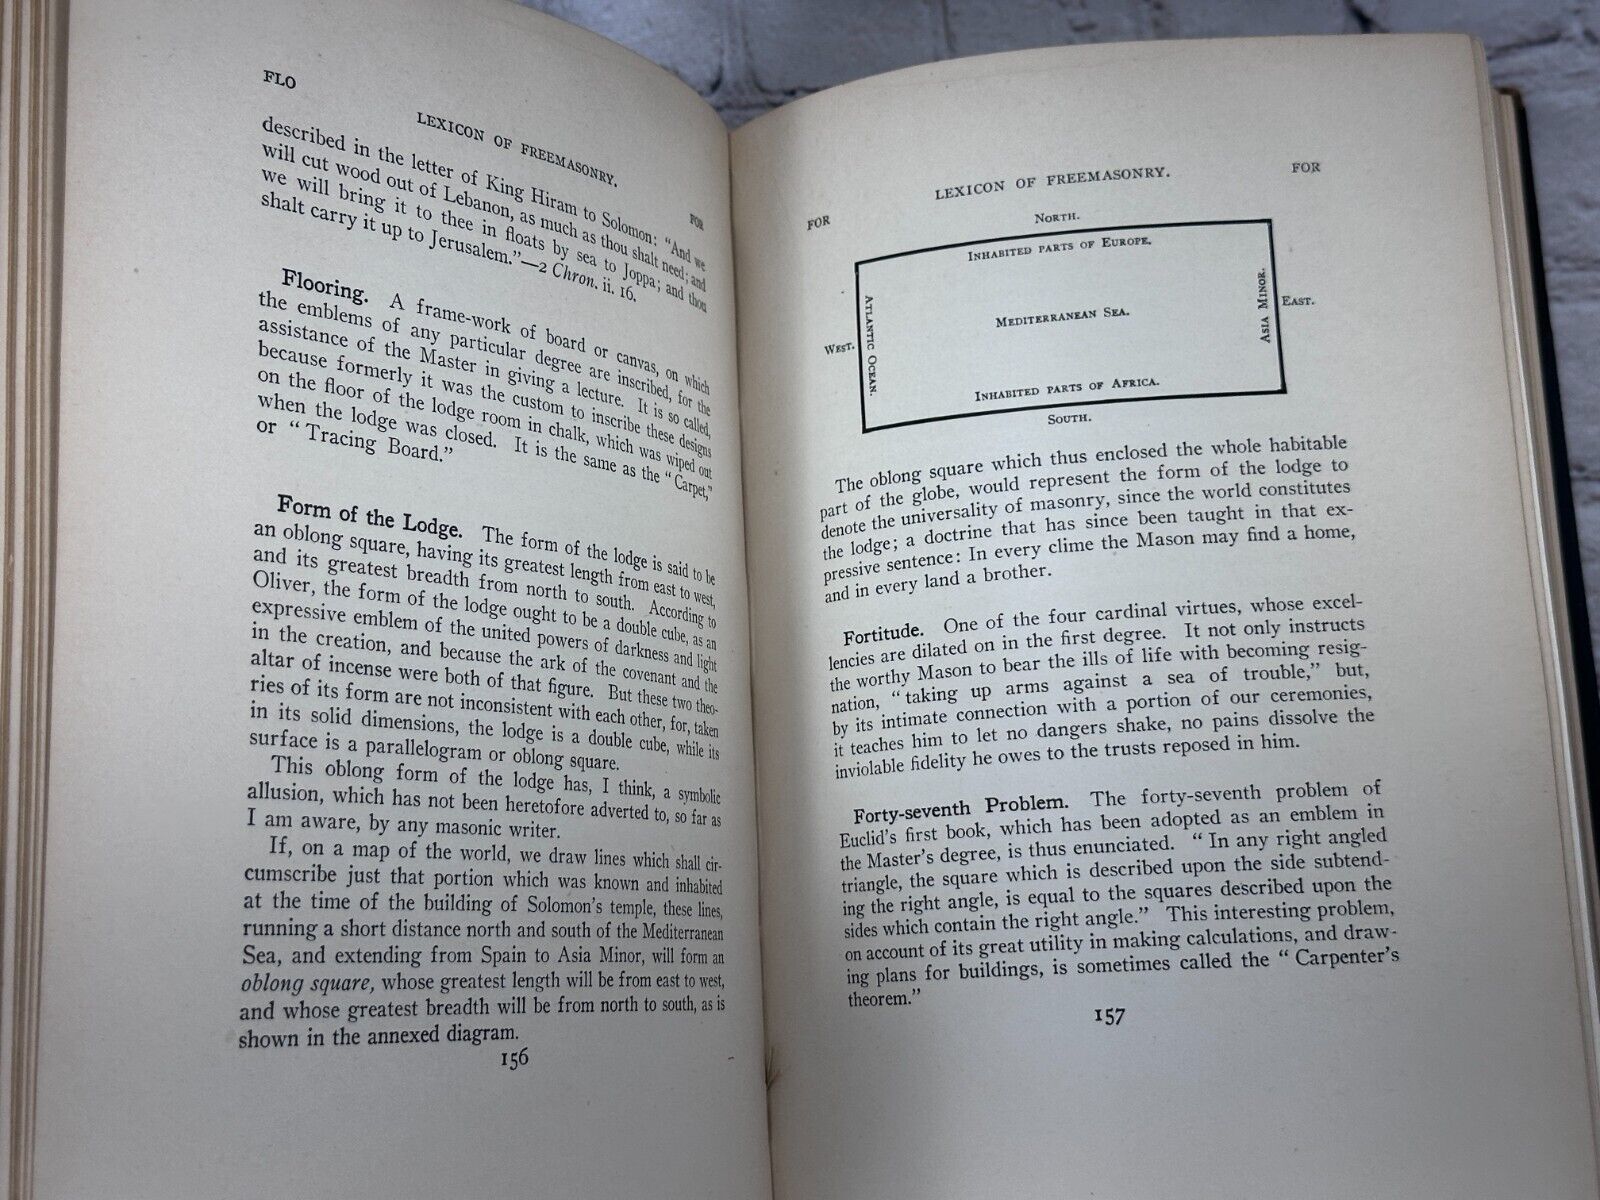 FLO
LEXICON OF FREEMASONRY.
FOR
described in the letter of King Hiram to Solomon: "And we
will cut wood out of Lebanon, as much as thou shalt need; and
we will bring it to thee in floats by sea to Joppa; and thou
shalt carry it up to Jerusalem."—2 Chron. ii. 16.
Flooring. A frame-work of board or canvas, on which
the emblems of any particular degree are inscribed, for the
assistance of the Master in giving a lecture. It is so called,
because formerly it was the custom to inscribe these designs
on the floor of the lodge room in chalk, which was wiped out
when the lodge was closed. It is the same as the "Carpet,"
or "Tracing Board."
Form of the Lodge. The form of the lodge is said to be
an oblong square, having its greatest length from east to west,
and its greatest breadth from north to south. According to
Oliver, the form of the lodge ought to be a double cube, as an
expressive emblem of the united powers of darkness and light
in the creation, and because the ark of the covenant and the
altar of incense were both of that figure. But these two theo-
ries of its form are not inconsistent with each other, for, taken
in its solid dimensions, the lodge is a double cube, while its
surface is a parallelogram or oblong square.
This oblong form of the lodge has, I think, a symbolic
allusion, which has not been heretofore adverted to, so far as
I am aware, by any masonic writer.
If, on a map of the world, we draw lines which shall cir-
cumscribe just that portion which was known and inhabited
at the time of the building of Solomon's temple, these lines,
running a short distance north and south of the Mediterranean
Sea, and extending from Spain to Asia Minor, will form an
oblong square, whose greatest length will be from east to west,
and whose greatest breadth will be from north to south, as is
shown in the annexed diagram.
156
FOR
LEXICON OF FREEMASONRY.
FOR
NORTH.
INHABITED PARTS OF EUROPE.
WEST.
ATLANTIC OCEAN.
MEDITERRANEAN SEA.
ASIA MINOR.
EAST.
INHABITED PARTS OF AFRICA.
SOUTH.
The oblong square which thus enclosed the whole habitable
part of the globe, would represent the form of the lodge to
denote the universality of masonry, since the world constitutes
the lodge; a doctrine that has since been taught in that ex-
pressive sentence: In every clime the Mason may find a home,
and in every land a brother.
Fortitude. One of the four cardinal virtues, whose excel-
lencies are dilated on in the first degree. It not only instructs
the worthy Mason to bear the ills of life with becoming resig-
nation, "taking up arms against a sea of trouble," but,
by its intimate connection with a portion of our ceremonies,
it teaches him to let no dangers shake, no pains dissolve the
inviolable fidelity he owes to the trusts reposed in him.
Forty-seventh Problem. The forty-seventh problem of
Euclid's first book, which has been adopted as an emblem in
the Master's degree, is thus enunciated. "In any right angled
triangle, the square which is described upon the side subtend-
ing the right angle, is equal to the squares described upon the
sides which contain the right angle." This interesting problem,
on account of its great utility in making calculations, and draw-
ing plans for buildings, is sometimes called the "Carpenter's
theorem."
157